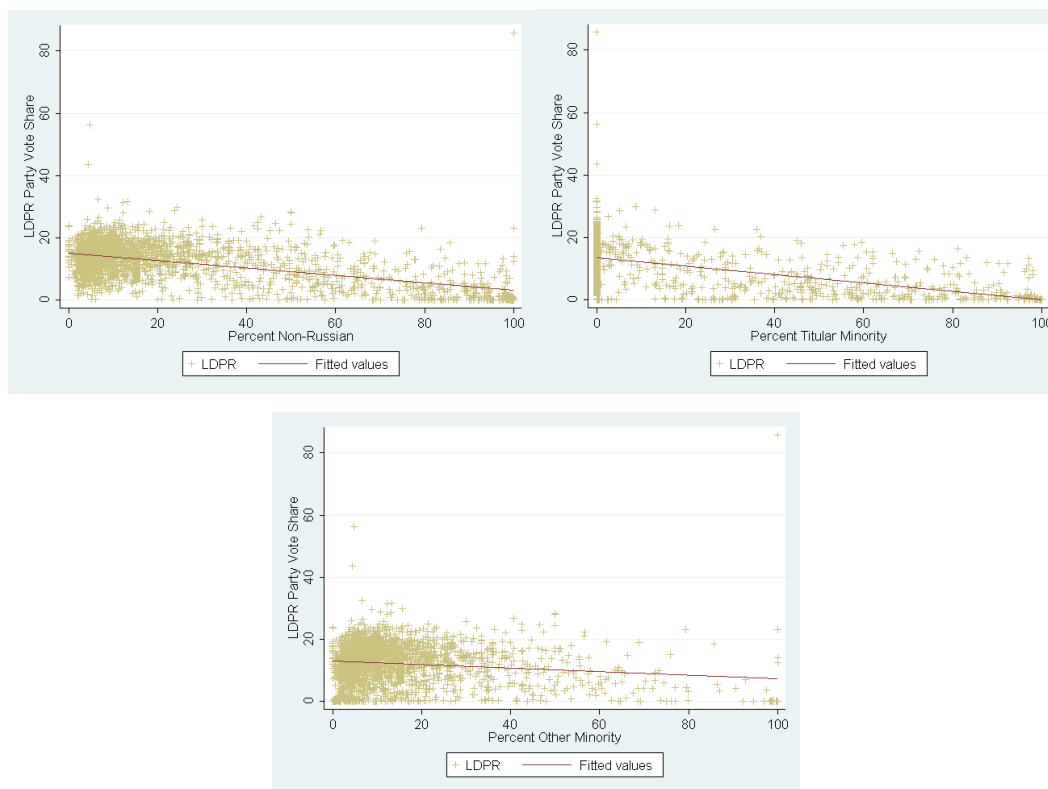 LDPR Party Vote Share
80
60
40
20
0
0 20 40 60 80 100
Percent Non-Russian
LDPR Fitted values
LDPR Party Vote Share
80
60
40
20
0
0 20 40 60 80 100
Percent Titular Minority
LDPR Fitted values
LDPR Party Vote Share
80
60
40
20
0
0 20 40 60 80 100
Percent Other Minority
LDPR Fitted values